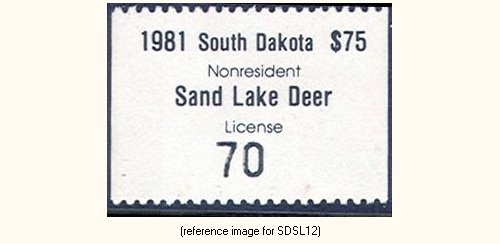 1981 South Dakota $75
Nonresident
Sand Lake Deer
License
70
(reference image for SDSL12)